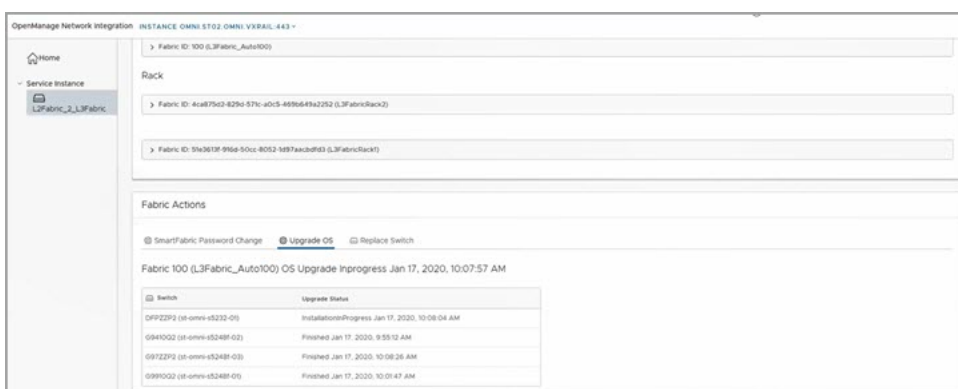 OpenManage Network Integration INSTANCE OMNI.ST02.OMNI.VXRAIL:443
Home
> Fabric ID: 100 (L3Fabric_Auto100)
Service Instance
Rack
L2Fabric_2_L3Fabric
> Fabric ID: 4ca875d2-829d-571c-a0c5-469b649a2252 (L3FabricRack2)
> Fabric ID: 51e3613f-916d-50cc-8052-1d97aacbdfd3 (L3FabricRack1)
Fabric Actions
SmartFabric Password Change Upgrade OS Replace Switch
Fabric 100 (L3Fabric_Auto100) OS Upgrade Inprogress Jan 17, 2020, 10:07:57 AM
Switch Upgrade Status
DFPZZP2 (st-omni-s5232-01) InstallationInProgress Jan 17, 2020, 10:08:04 AM
G941OQ2 (st-omni-s5248f-02) Finished Jan 17, 2020, 9:55:12 AM
G97ZZP2 (st-omni-s5248f-03) Finished Jan 17, 2020, 10:08:26 AM
G991OQ2 (st-omni-s5248f-01) Finished Jan 17, 2020, 10:01:47 AM